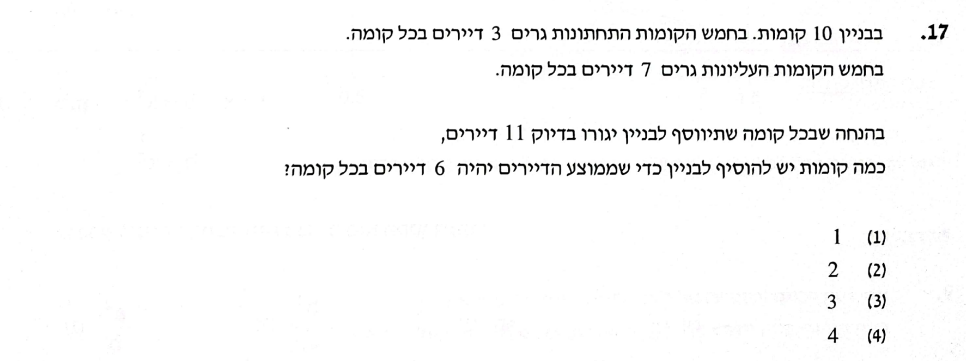 17. בבניין 10 קומות. בחמש הקומות התחתונות גרים 3 דיירים בכל קומה.
בחמש הקומות העליונות גרים 7 דיירים בכל קומה.
בהנחה שבכל קומה שתיווסף לבניין יגורו בדיוק 11 דיירים,
כמה קומות יש להוסיף לבניין כדי שממוצע הדיירים יהיה 6 דיירים בכל קומה?
(1) 1
(2) 2
(3) 3
(4) 4